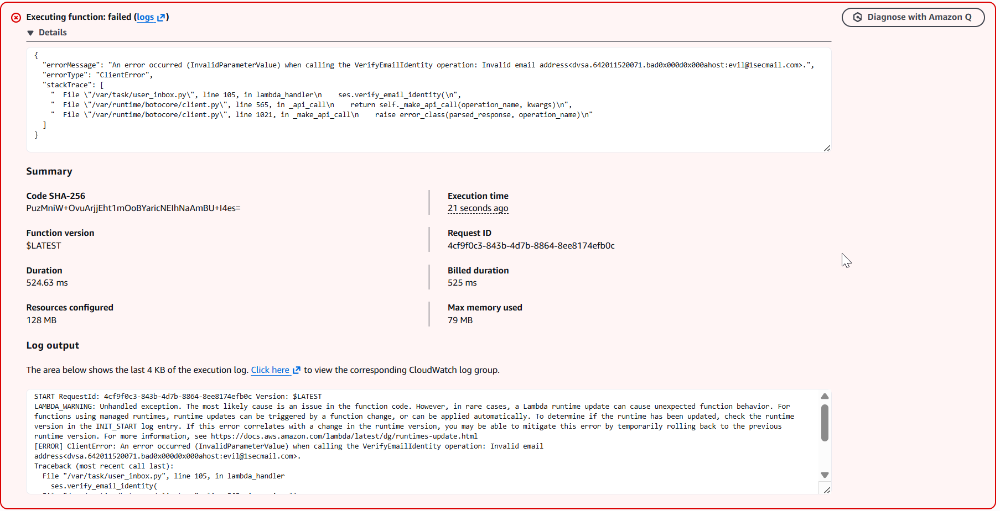 Executing function: failed (logs)
Diagnose with Amazon Q
Details
{
  "errorMessage": "An error occurred (InvalidParameterValue) when calling the VerifyEmailIdentity operation: Invalid email address<dvsa.642011520071.bad0x000d0x000ahost:evil@1secmail.com>.",
  "errorType": "ClientError",
  "stackTrace": [
    "  File \"/var/task/user_inbox.py\", line 105, in lambda_handler\n    ses.verify_email_identity(\n",
    "  File \"/var/runtime/botocore/client.py\", line 565, in _api_call\n    return self._make_api_call(operation_name, kwargs)\n",
    "  File \"/var/runtime/botocore/client.py\", line 1021, in _make_api_call\n    raise error_class(parsed_response, operation_name)\n"
  ]
}
Summary
Code SHA-256
PuzMniW+OvuArjjEht1mOoBYaricNEIhNaAmBU+I4es=
Execution time
21 seconds ago
Function version
$LATEST
Request ID
4cf9f0c3-843b-4d7b-8864-8ee8174efb0c
Duration
524.63 ms
Billed duration
525 ms
Resources configured
128 MB
Max memory used
79 MB
Log output
The area below shows the last 4 KB of the execution log. Click here to view the corresponding CloudWatch log group.
START RequestId: 4cf9f0c3-843b-4d7b-8864-8ee8174efb0c Version: $LATEST
LAMBDA_WARNING: Unhandled exception. The most likely cause is an issue in the function code. However, in rare cases, a Lambda runtime update can cause unexpected function behavior. For
functions using managed runtimes, runtime updates can be triggered by a function change, or can be applied automatically. To determine if the runtime has been updated, check the runtime
version in the INIT_START log entry. If this error correlates with a change in the runtime version, you may be able to mitigate this error by temporarily rolling back to the previous
runtime version. For more information, see https://docs.aws.amazon.com/lambda/latest/dg/runtimes-update.html
[ERROR] ClientError: An error occurred (InvalidParameterValue) when calling the VerifyEmailIdentity operation: Invalid email
address<dvsa.642011520071.bad0x000d0x000ahost:evil@1secmail.com>.
Traceback (most recent call last):
  File "/var/task/user_inbox.py", line 105, in lambda_handler
    ses.verify_email_identity(